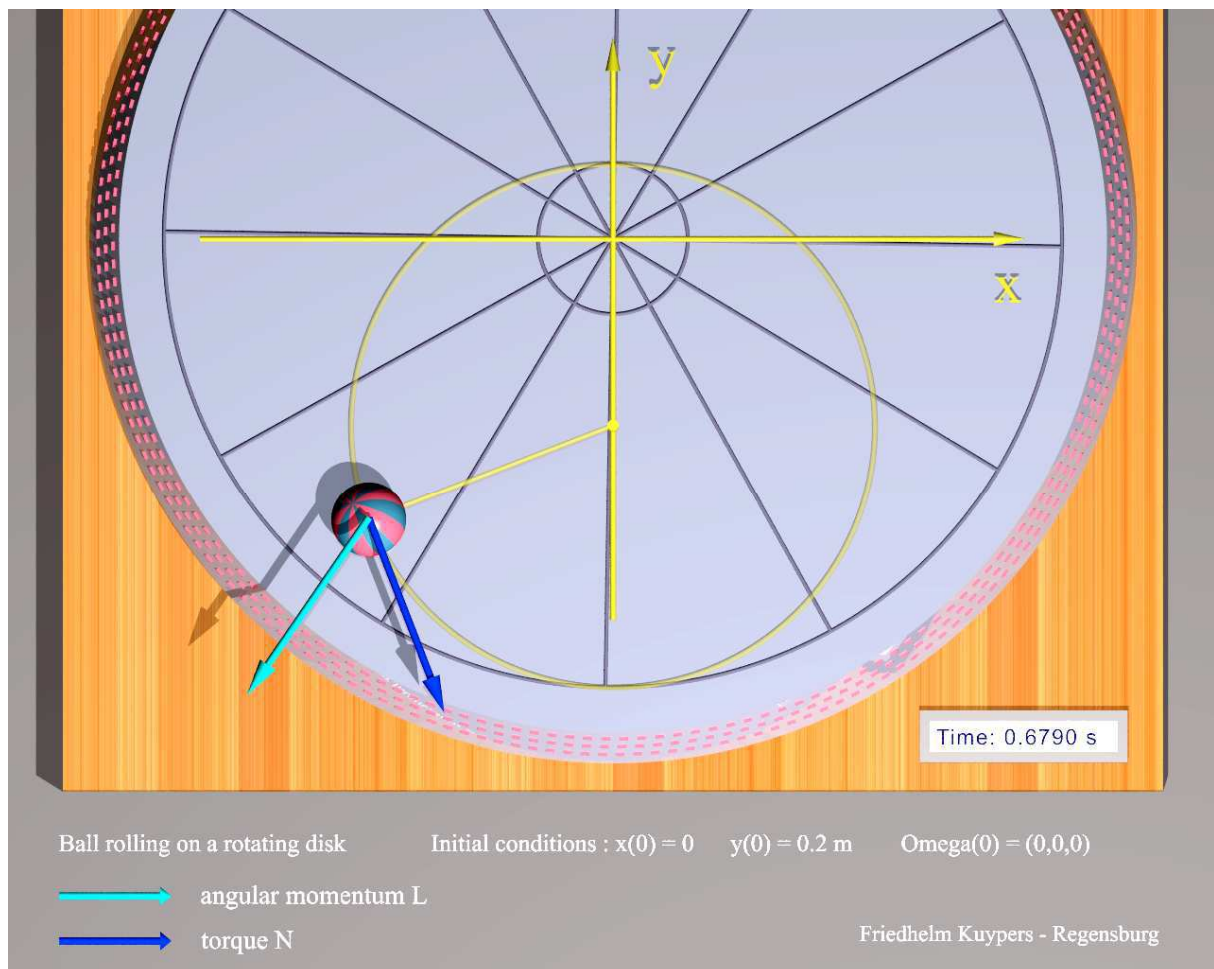 y
x
Time: 0.6790 s
Ball rolling on a rotating disk Initial conditions : x(0) = 0 y(0) = 0.2 m Omega(0) = (0,0,0)
angular momentum L
torque N
Friedhelm Kuypers - Regensburg